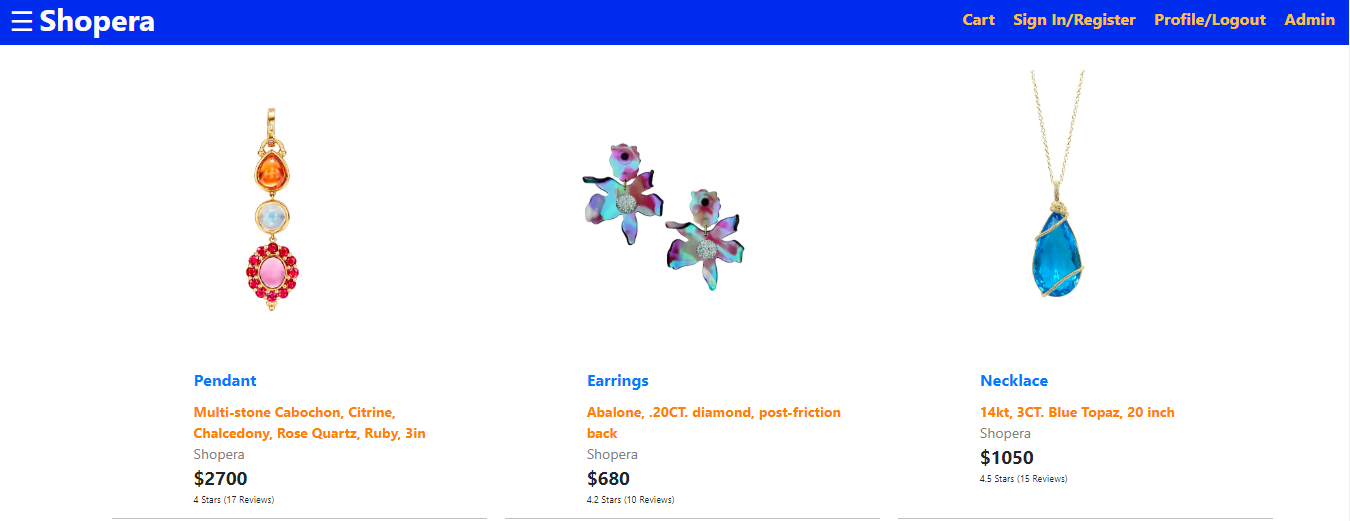 ☰ Shopera
Cart Sign In/Register Profile/Logout Admin
Pendant
Multi-stone Cabochon, Citrine,
Chalcedony, Rose Quartz, Ruby, 3in
Shopera
$2700
4 Stars (17 Reviews)
Earrings
Abalone, .20CT. diamond, post-friction
back
Shopera
$680
4.2 Stars (10 Reviews)
Necklace
14kt, 3CT. Blue Topaz, 20 inch
Shopera
$1050
4.5 Stars (15 Reviews)